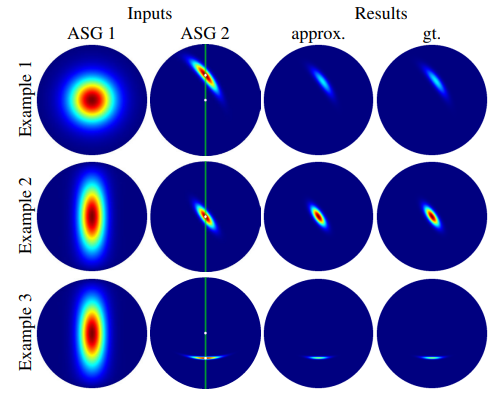 Inputs Results
ASG 1 ASG 2 approx. gt.
Example 1
Example 2
Example 3